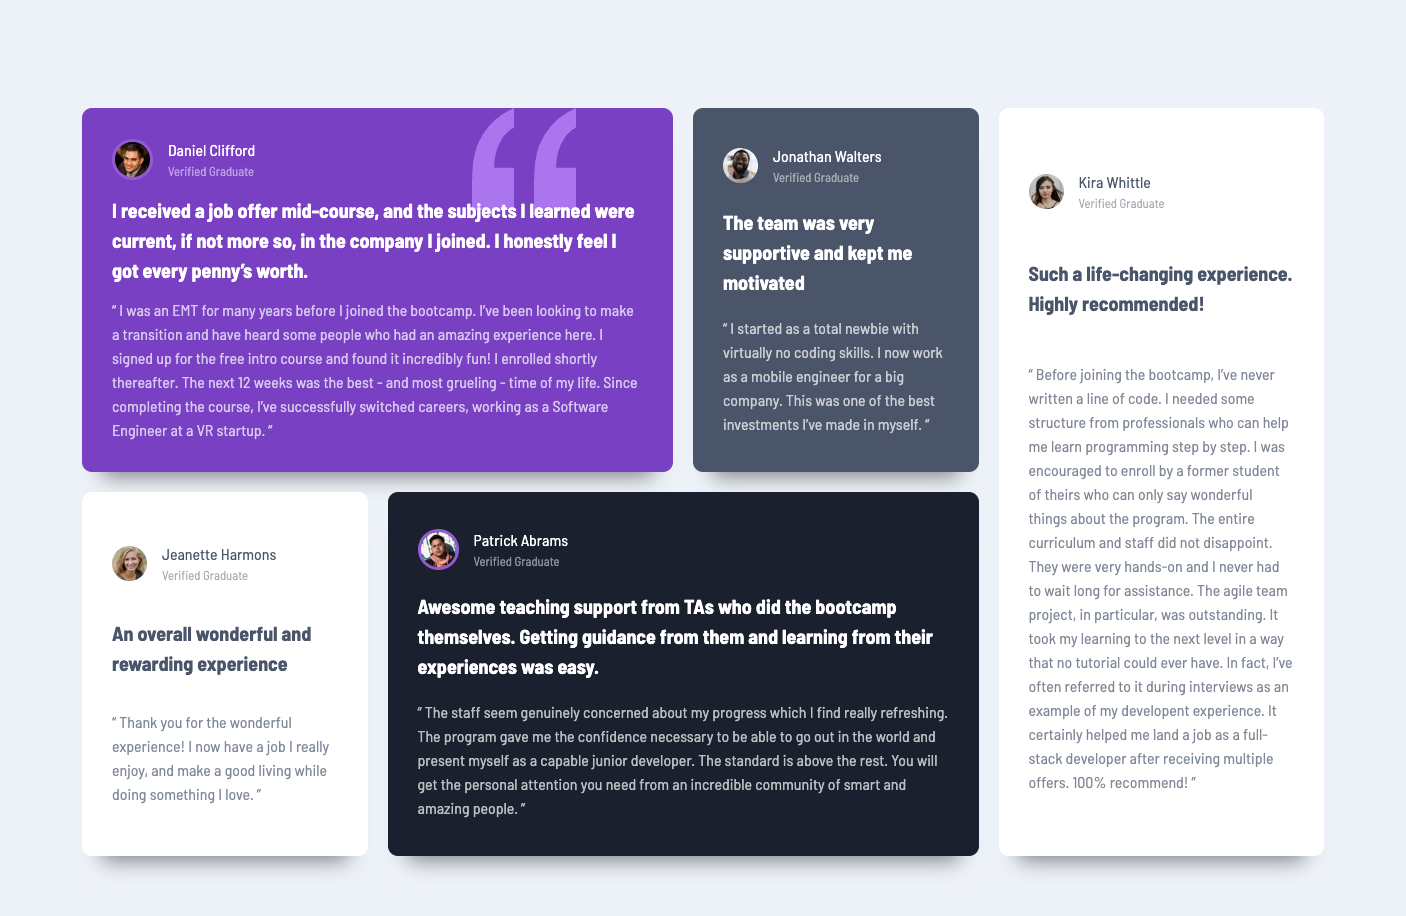 Daniel Clifford
Verified Graduate
I received a job offer mid-course, and the subjects I learned were
current, if not more so, in the company I joined. I honestly feel I
got every penny’s worth.
“ I was an EMT for many years before I joined the bootcamp. I’ve been looking to make
a transition and have heard some people who had an amazing experience here. I
signed up for the free intro course and found it incredibly fun! I enrolled shortly
thereafter. The next 12 weeks was the best - and most grueling - time of my life. Since
completing the course, I’ve successfully switched careers, working as a Software
Engineer at a VR startup. ”
Jonathan Walters
Verified Graduate
The team was very
supportive and kept me
motivated
“ I started as a total newbie with
virtually no coding skills. I now work
as a mobile engineer for a big
company. This was one of the best
investments I’ve made in myself. ”
Kira Whittle
Verified Graduate
Such a life-changing experience.
Highly recommended!
“ Before joining the bootcamp, I’ve never
written a line of code. I needed some
structure from professionals who can help
me learn programming step by step. I was
encouraged to enroll by a former student
of theirs who can only say wonderful
things about the program. The entire
curriculum and staff did not disappoint.
They were very hands-on and I never had
to wait long for assistance. The agile team
project, in particular, was outstanding. It
took my learning to the next level in a way
that no tutorial could ever have. In fact, I’ve
often referred to it during interviews as an
example of my developent experience. It
certainly helped me land a job as a full-
stack developer after receiving multiple
offers. 100% recommend! ”
Jeanette Harmons
Verified Graduate
An overall wonderful and
rewarding experience
“ Thank you for the wonderful
experience! I now have a job I really
enjoy, and make a good living while
doing something I love. ”
Patrick Abrams
Verified Graduate
Awesome teaching support from TAs who did the bootcamp
themselves. Getting guidance from them and learning from their
experiences was easy.
“ The staff seem genuinely concerned about my progress which I find really refreshing.
The program gave me the confidence necessary to be able to go out in the world and
present myself as a capable junior developer. The standard is above the rest. You will
get the personal attention you need from an incredible community of smart and
amazing people. ”